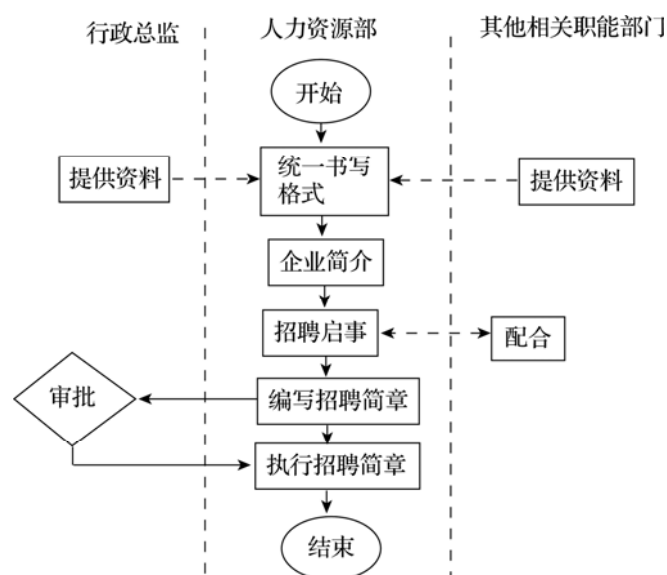 行政总监
人力资源部
其他相关职能部门
开始
提供资料
统一书写
格式
提供资料
企业简介
招聘启事
配合
审批
编写招聘简章
执行招聘简章
结束